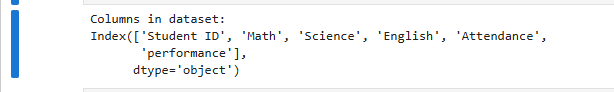 Columns in dataset:
Index(['Student ID', 'Math', 'Science', 'English', 'Attendance',
'performance'],
dtype='object')